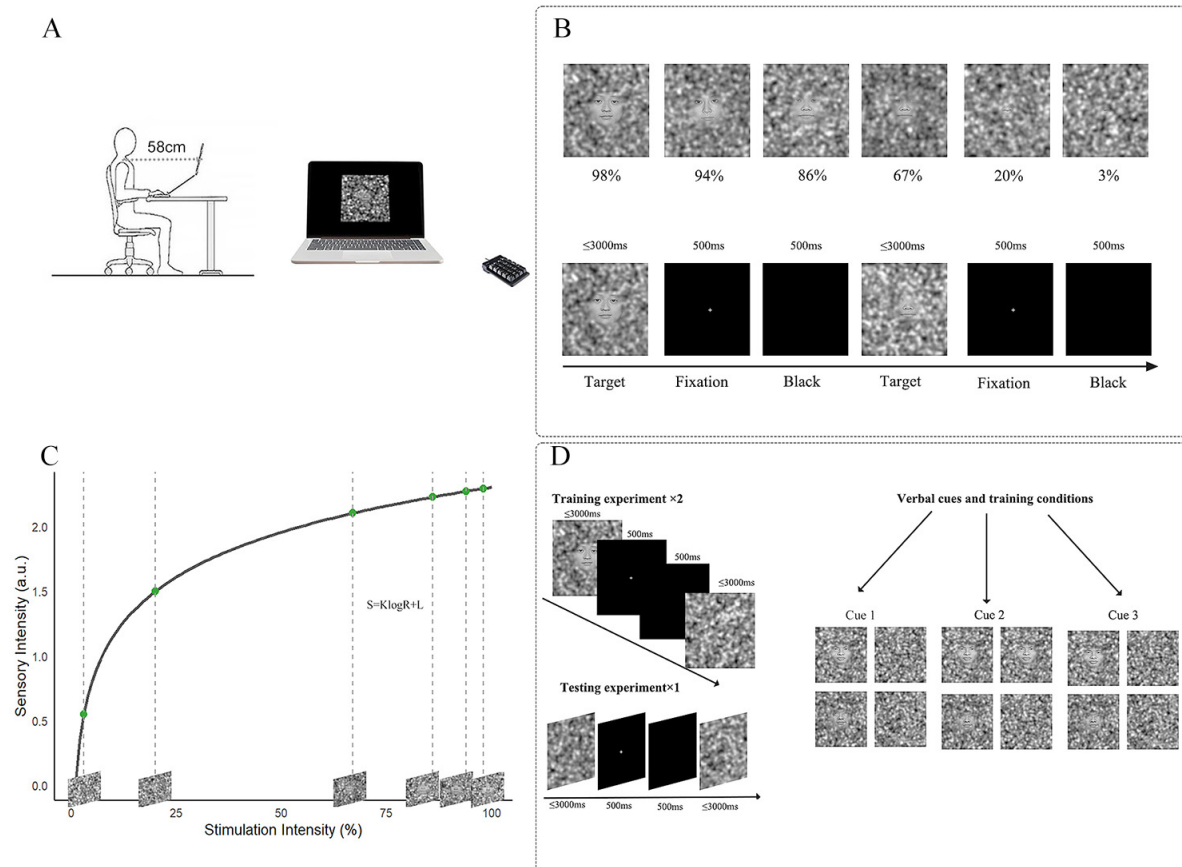 A
58cm
B
98% 94% 86% 67% 20% 3%
≤3000ms 500ms 500ms ≤3000ms 500ms 500ms
Target Fixation Black Target Fixation Black
C
Sensory Intensity (a.u.)
2.0
1.5
1.0
0.5
0.0
S=KlogR+L
0 25 50 75 100
Stimulation Intensity (%)
D
Training experiment ×2
≤3000ms
500ms
500ms
≤3000ms
Testing experiment×1
≤3000ms 500ms 500ms ≤3000ms
Verbal cues and training conditions
Cue 1 Cue 2 Cue 3